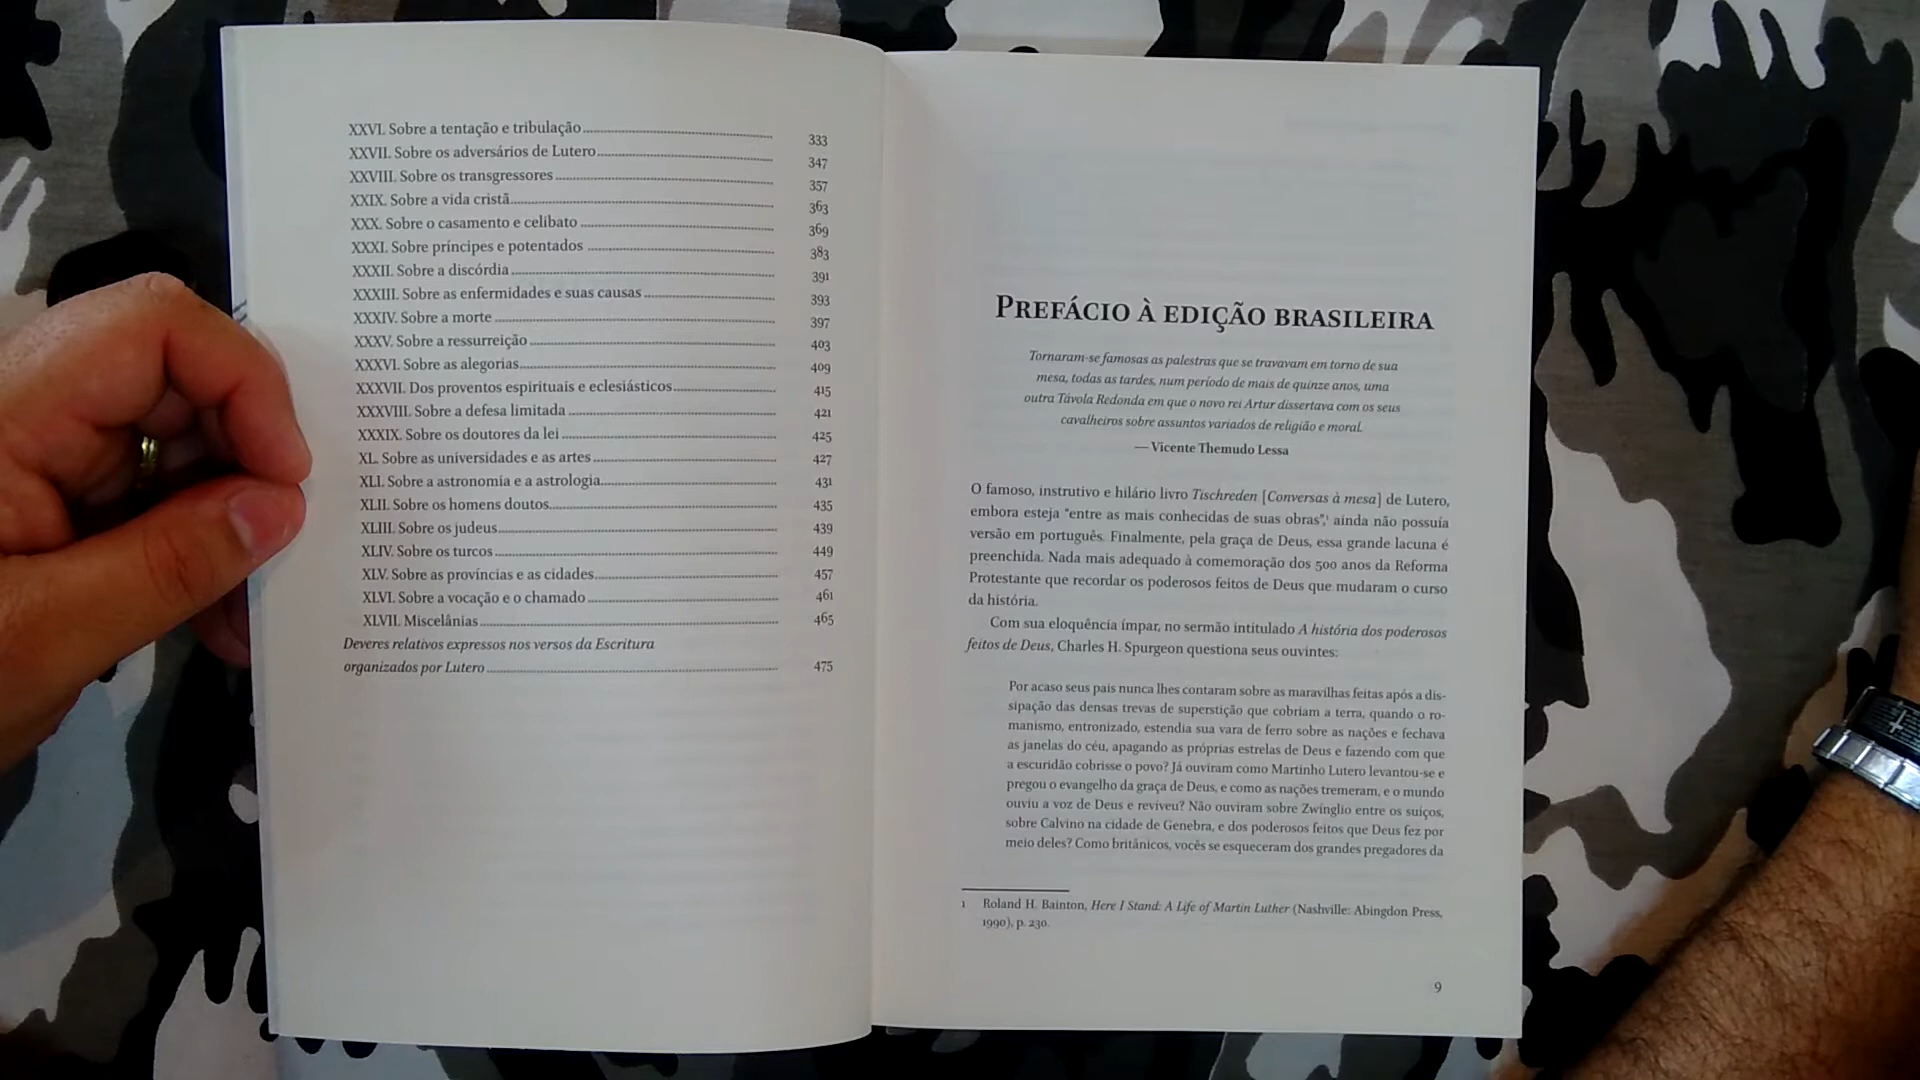 XXVI. Sobre a tentação e tribulação 333
XXVII. Sobre os adversários de Lutero 347
XXVIII. Sobre os transgressores 357
XXIX. Sobre a vida cristã 363
XXX. Sobre o casamento e celibato 369
XXXI. Sobre príncipes e potentados 383
XXXII. Sobre a discórdia 391
XXXIII. Sobre as enfermidades e suas causas 393
XXXIV. Sobre a morte 397
XXXV. Sobre a ressurreição 403
XXXVI. Sobre as alegorias 409
XXXVII. Dos proventos espirituais e eclesiásticos 415
XXXVIII. Sobre a defesa limitada 421
XXXIX. Sobre os doutores da lei 425
XL. Sobre as universidades e as artes 427
XLI. Sobre a astronomia e a astrologia 431
XLII. Sobre os homens doutos 435
XLIII. Sobre os judeus 439
XLIV. Sobre os turcos 449
XLV. Sobre as províncias e as cidades 457
XLVI. Sobre a vocação e o chamado 461
XLVII. Miscelânias 465
Deveres relativos expressos nos versos da Escritura
organizados por Lutero 475
PREFÁCIO À EDIÇÃO BRASILEIRA
Tornaram-se famosas as palestras que se travavam em torno de sua
mesa, todas as tardes, num período de mais de quinze anos, uma
outra Távola Redonda em que o novo rei Artur dissertava com os seus
cavalheiros sobre assuntos variados de religião e moral.
— Vicente Themudo Lessa
O famoso, instrutivo e hilário livro Tischreden [Conversas à mesa] de Lutero,
embora esteja "entre as mais conhecidas de suas obras",¹ ainda não possuía
versão em português. Finalmente, pela graça de Deus, essa grande lacuna é
preenchida. Nada mais adequado à comemoração dos 500 anos da Reforma
Protestante que recordar os poderosos feitos de Deus que mudaram o curso
da história.
Com sua eloquência ímpar, no sermão intitulado A história dos poderosos
feitos de Deus, Charles H. Spurgeon questiona seus ouvintes:
Por acaso seus pais nunca lhes contaram sobre as maravilhas feitas após a dis-
sipação das densas trevas de superstição que cobriam a terra, quando o ro-
manismo, entronizado, estendia sua vara de ferro sobre as nações e fechava
as janelas do céu, apagando as próprias estrelas de Deus e fazendo com que
a escuridão cobrisse o povo? Já ouviram como Martinho Lutero levantou-se e
pregou o evangelho da graça de Deus, e como as nações tremeram, e o mundo
ouviu a voz de Deus e reviveu? Não ouviram sobre Zwínglio entre os suíços,
sobre Calvino na cidade de Genebra, e dos poderosos feitos que Deus fez por
meio deles? Como britânicos, vocês se esqueceram dos grandes pregadores da
1 Roland H. Bainton, Here I Stand: A Life of Martin Luther (Nashville: Abingdon Press,
1990), p. 230.
9